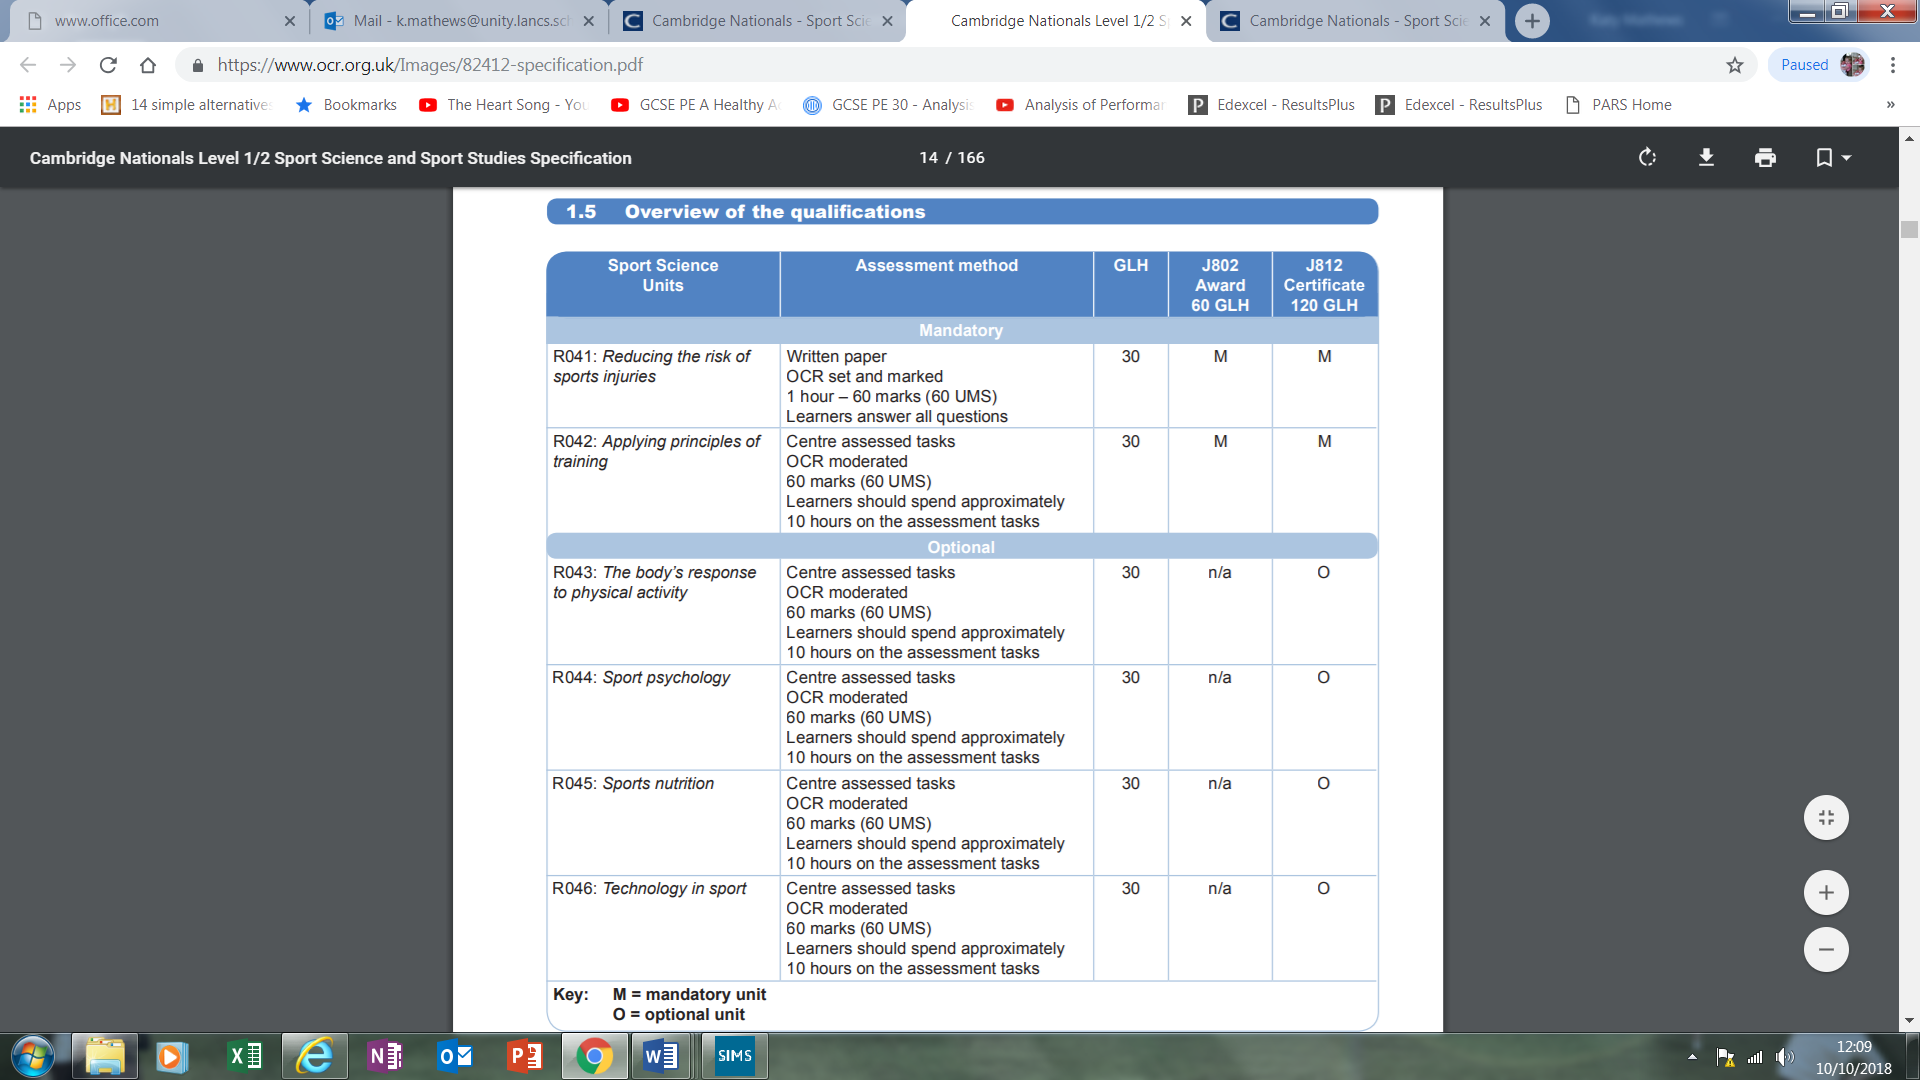 www.office.com
Mail - k.mathews@unity.lancs.sc
Cambridge Nationals - Sport Scie
Cambridge Nationals Level 1/2 S
Cambridge Nationals - Sport Scie
https://www.ocr.org.uk/Images/82412-specification.pdf
Paused
Apps
14 simple alternative
Bookmarks
The Heart Song - You
GCSE PE A Healthy A
GCSE PE 30 - Analysis
Analysis of Performan
Edexcel - ResultsPlus
Edexcel - ResultsPlus
PARS Home
»
Cambridge Nationals Level 1/2 Sport Science and Sport Studies Specification
14 / 166
1.5 Overview of the qualifications
Sport Science
Units
Assessment method
GLH
J802
Award
60 GLH
J812
Certificate
120 GLH
Mandatory
R041: Reducing the risk of
sports injuries
Written paper
OCR set and marked
1 hour – 60 marks (60 UMS)
Learners answer all questions
30
M
M
R042: Applying principles of
training
Centre assessed tasks
OCR moderated
60 marks (60 UMS)
Learners should spend approximately
10 hours on the assessment tasks
30
M
M
Optional
R043: The body's response
to physical activity
Centre assessed tasks
OCR moderated
60 marks (60 UMS)
Learners should spend approximately
10 hours on the assessment tasks
30
n/a
O
R044: Sport psychology
Centre assessed tasks
OCR moderated
60 marks (60 UMS)
Learners should spend approximately
10 hours on the assessment tasks
30
n/a
O
R045: Sports nutrition
Centre assessed tasks
OCR moderated
60 marks (60 UMS)
Learners should spend approximately
10 hours on the assessment tasks
30
n/a
O
R046: Technology in sport
Centre assessed tasks
OCR moderated
60 marks (60 UMS)
Learners should spend approximately
10 hours on the assessment tasks
30
n/a
O
Key: M = mandatory unit
O = optional unit
SIMS
12:09
10/10/2018